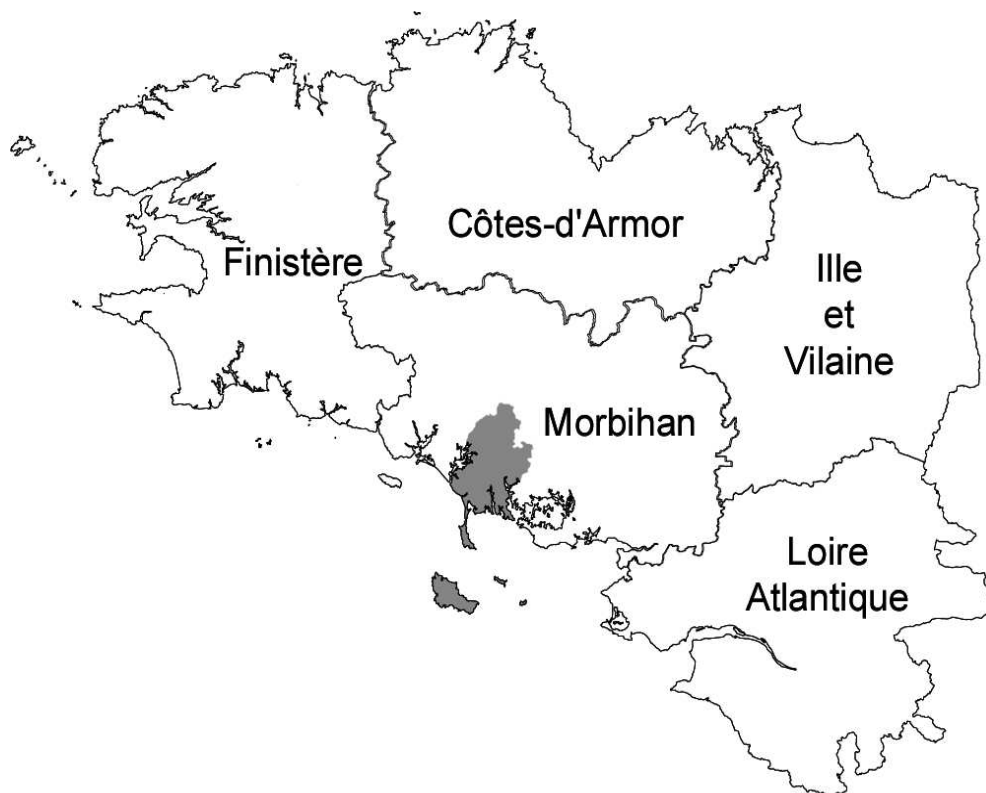 Côtes-d'Armor
Finistère
Ille
et
Vilaine
Morbihan
Loire
Atlantique